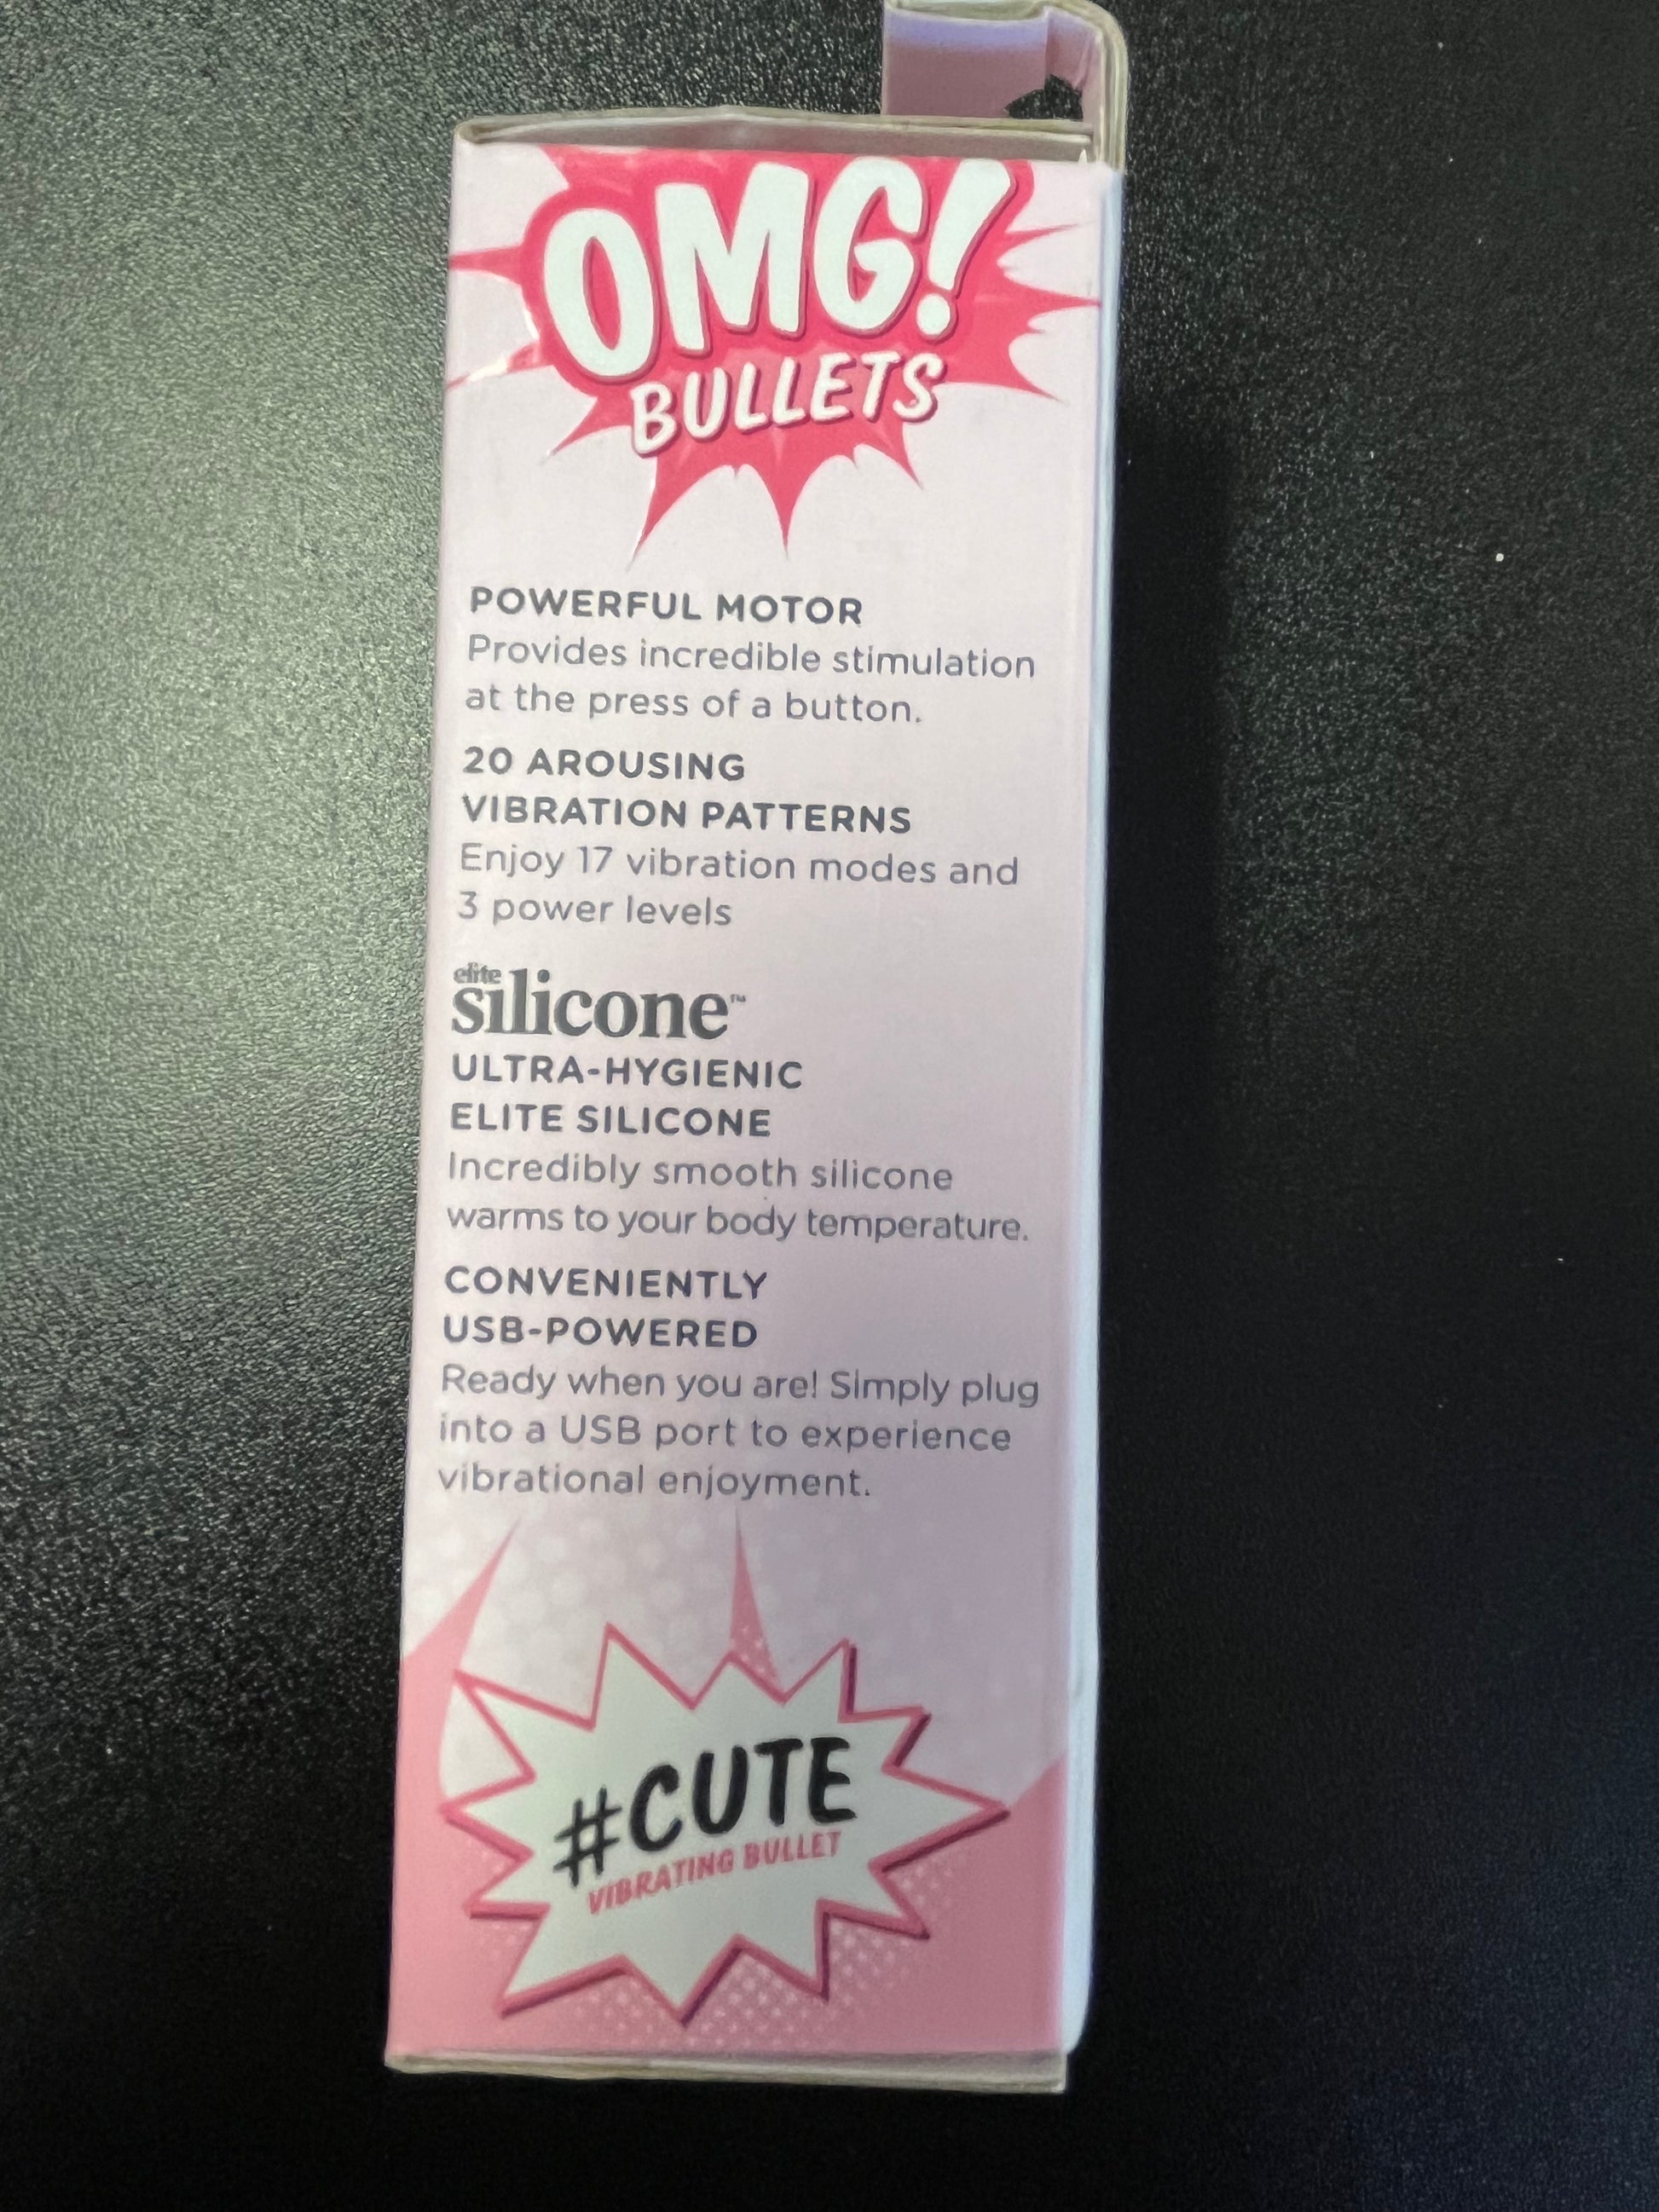 OMG!
BULLETS
POWERFUL MOTOR
Provides incredible stimulation
at the press of a button.
20 AROUSING
VIBRATION PATTERNS
Enjoy 17 vibration modes and
3 power levels
elite
silicone™
ULTRA-HYGIENIC
ELITE SILICONE
Incredibly smooth silicone
warms to your body temperature.
CONVENIENTLY
USB-POWERED
Ready when you are! Simply plug
into a USB port to experience
vibrational enjoyment.
#CUTE
VIBRATING BULLET